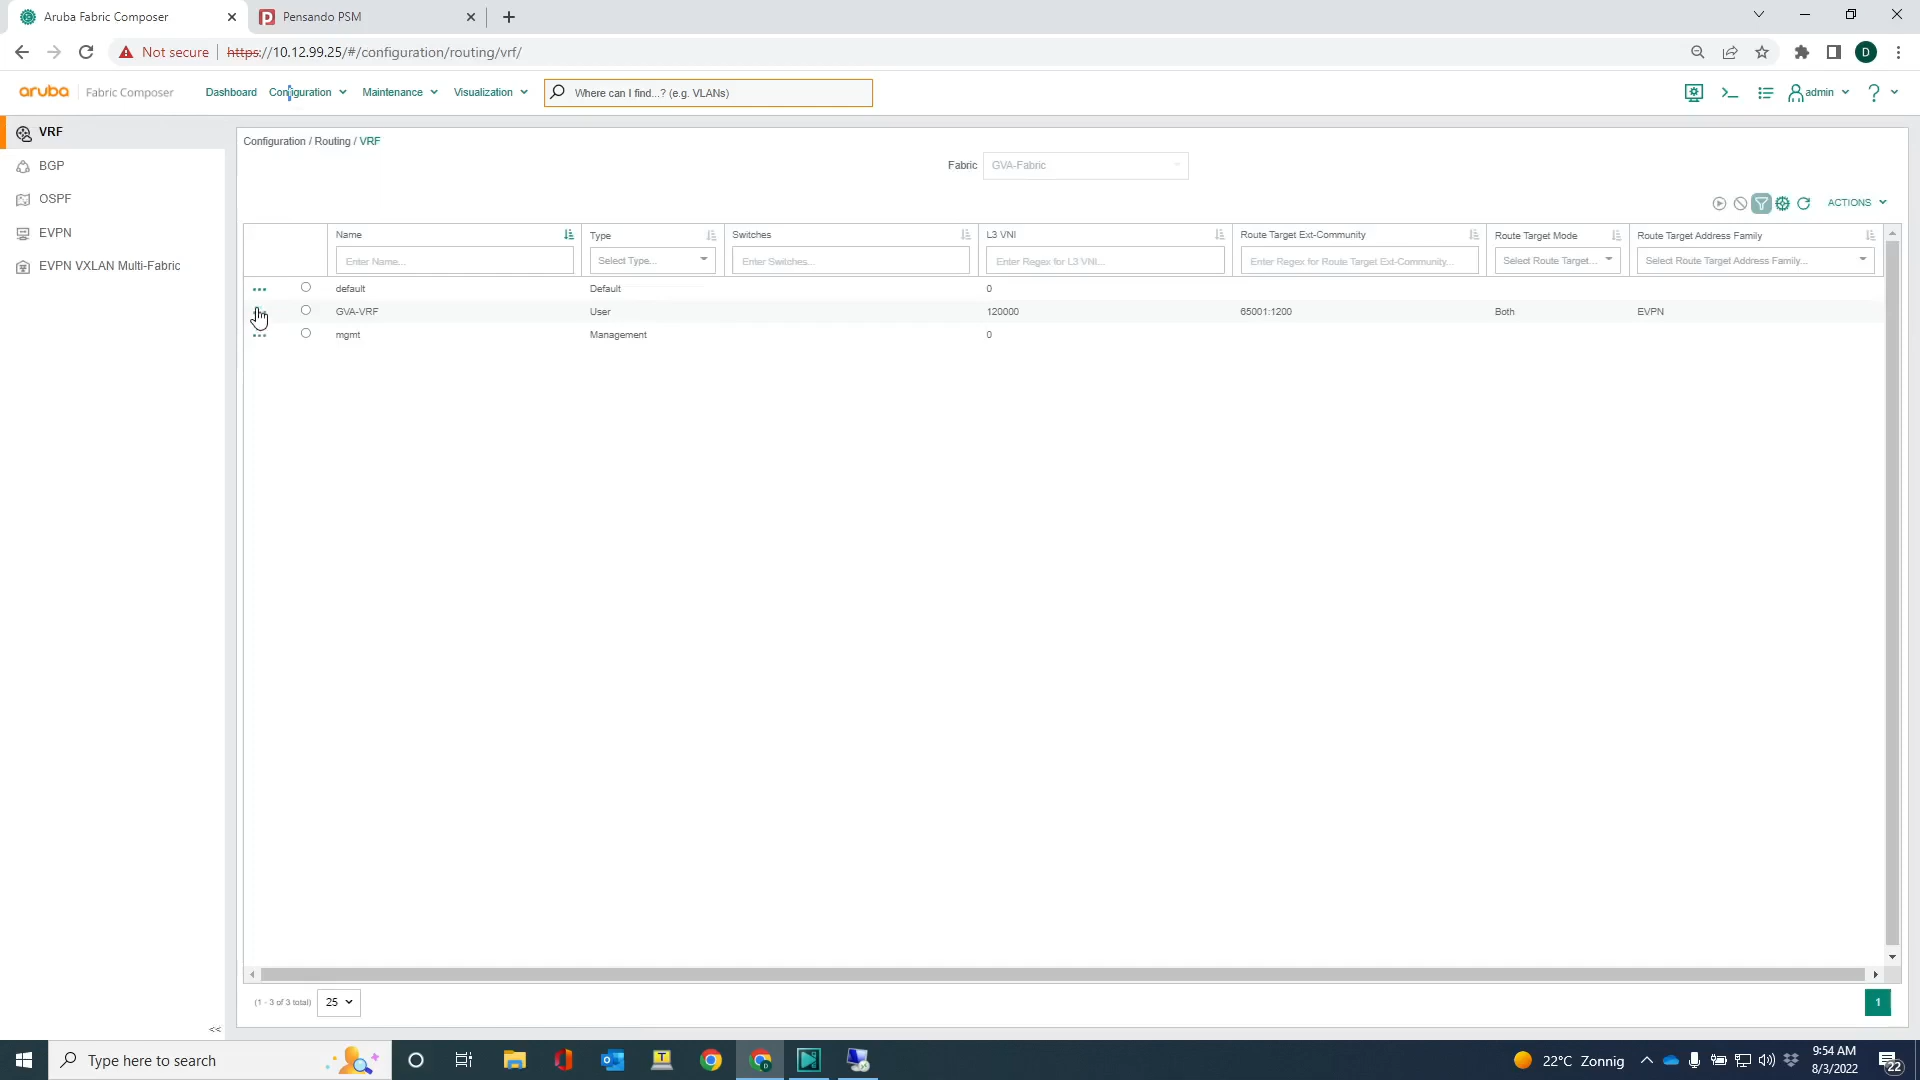 Aruba Fabric Composer
Pensando PSM
Not secure https://10.12.99.25/#/configuration/routing/vrf/
aruba Fabric Composer Dashboard Configuration Maintenance Visualization Where can I find...? (e.g. VLANs) admin ?
VRF
BGP
OSPF
EVPN
EVPN VXLAN Multi-Fabric
<<
Configuration / Routing / VRF
Fabric GVA-Fabric
ACTIONS
Name Type Switches L3 VNI Route Target Ext-Community Route Target Mode Route Target Address Family
Enter Name... Select Type... Enter Switches... Enter Regex for L3 VNI... Enter Regex for Route Target Ext-Community... Select Route Target... Select Route Target Address Family...
default Default 0
GVA-VRF User 120000 65001:1200 Both EVPN
mgmt Management 0
(1 - 3 of 3 total) 25 1
Type here to search
22°C Zonnig
9:54 AM
8/3/2022
22